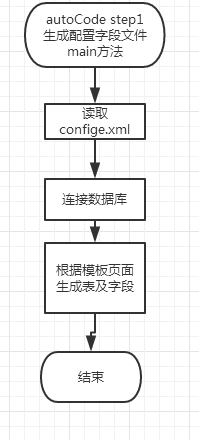 autoCode step1
生成配置字段文件
main方法
读取
confige.xml
连接数据库
根据模板页面
生成表及字段
结束